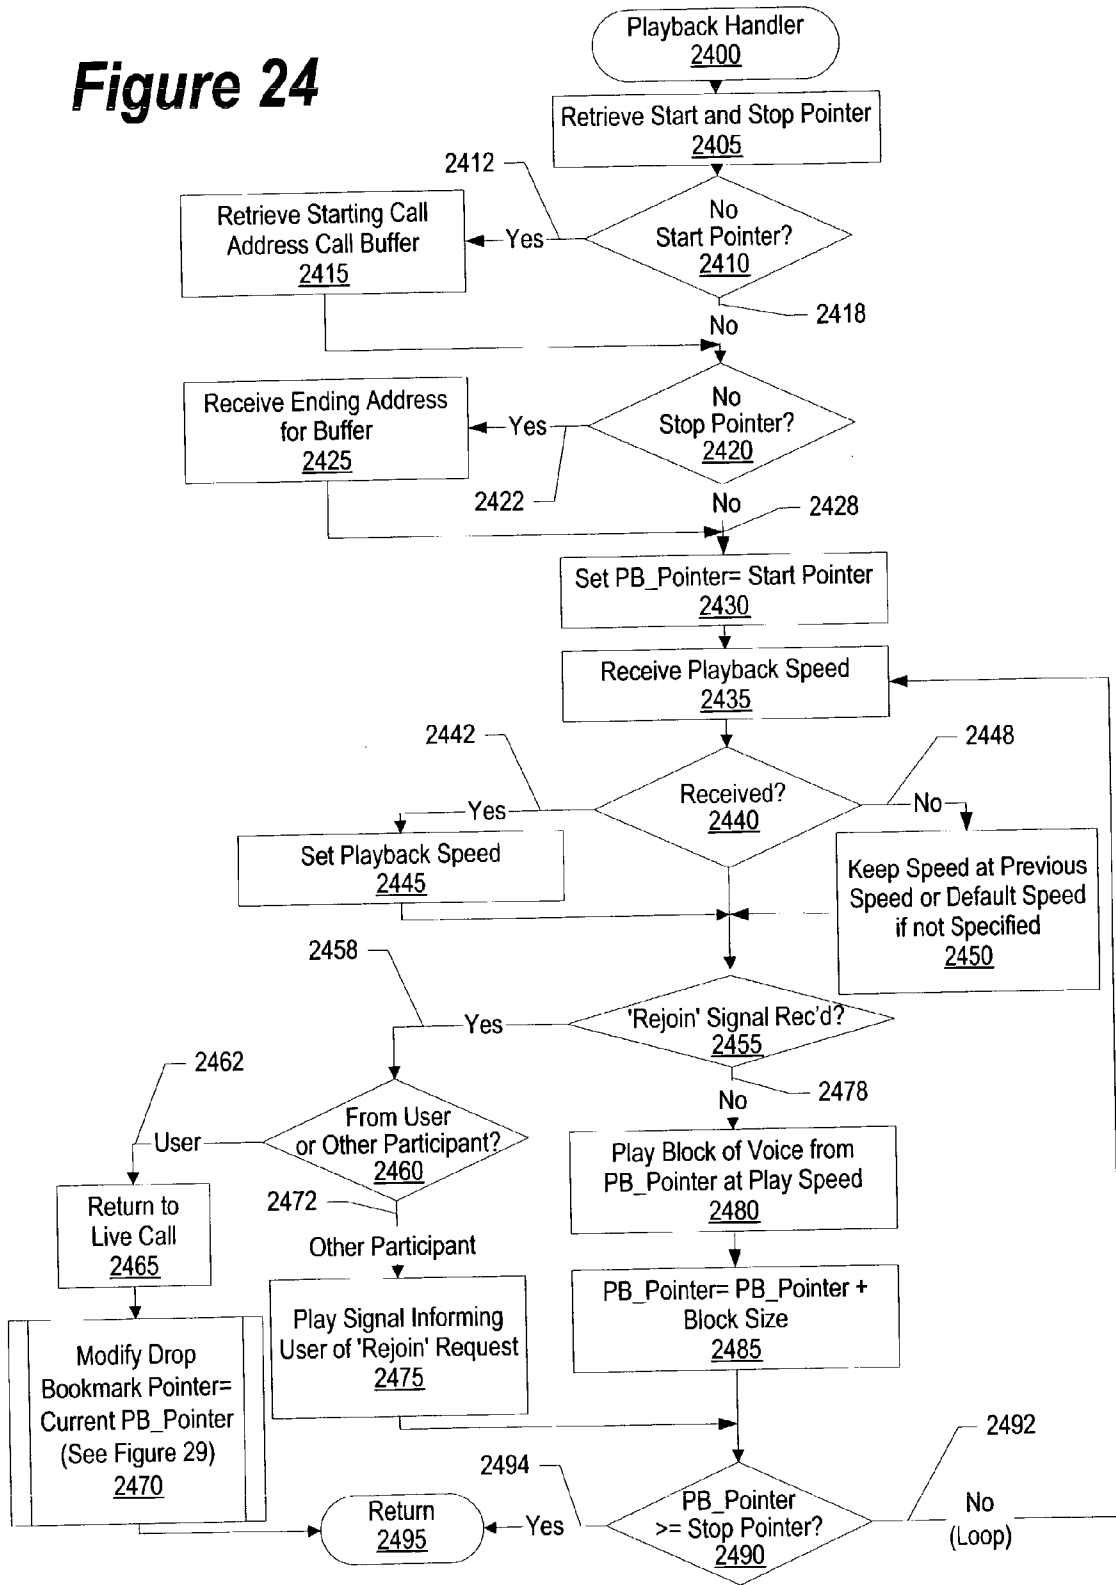 Figure 24
Playback Handler
2400
Retrieve Start and Stop Pointer
2405
2412
No
Start Pointer?
2410
Yes
Retrieve Starting Call
Address Call Buffer
2415
2418
No
No
Stop Pointer?
2420
Yes
Receive Ending Address
for Buffer
2425
2422
No
2428
Set PB_Pointer= Start Pointer
2430
Receive Playback Speed
2435
2442
2448
Received?
2440
Yes
No
Set Playback Speed
2445
Keep Speed at Previous
Speed or Default Speed
if not Specified
2450
2458
'Rejoin' Signal Rec'd?
2455
Yes
2462
2478
No
From User
or Other Participant?
2460
User
Play Block of Voice from
PB_Pointer at Play Speed
2480
Return to
Live Call
2465
2472
Other Participant
PB_Pointer= PB_Pointer +
Block Size
2485
Play Signal Informing
User of 'Rejoin' Request
2475
Modify Drop
Bookmark Pointer=
Current PB_Pointer
(See Figure 29)
2470
2494
2492
PB_Pointer
>= Stop Pointer?
2490
No
(Loop)
Yes
Return
2495